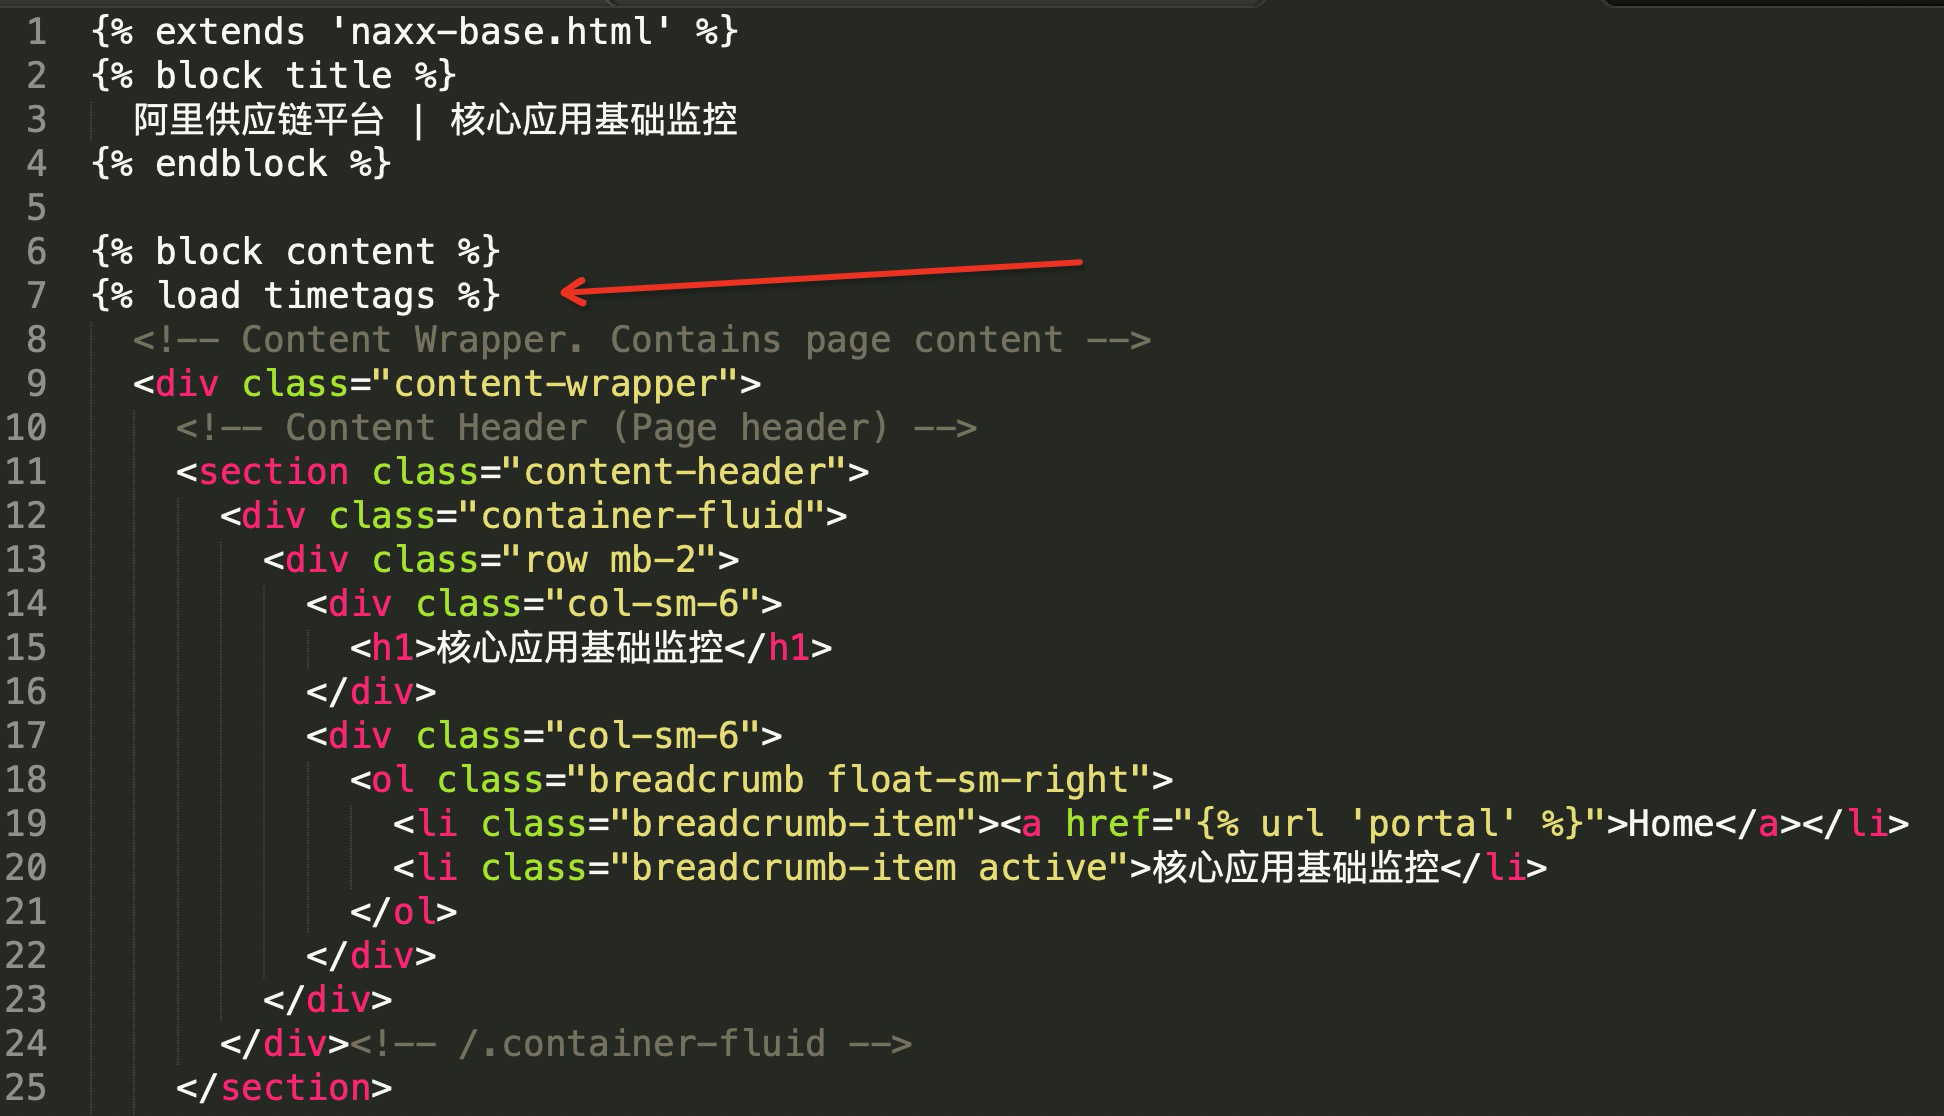 1 {% extends 'naxx-base.html' %}
2 {% block title %}
3 阿里供应链平台 | 核心应用基础监控
4 {% endblock %}
5
6 {% block content %}
7 {% load timetags %}
8 <!-- Content Wrapper. Contains page content -->
9 <div class="content-wrapper">
10 <!-- Content Header (Page header) -->
11 <section class="content-header">
12 <div class="container-fluid">
13 <div class="row mb-2">
14 <div class="col-sm-6">
15 <h1>核心应用基础监控</h1>
16 </div>
17 <div class="col-sm-6">
18 <ol class="breadcrumb float-sm-right">
19 <li class="breadcrumb-item"><a href="{% url 'portal' %}">Home</a></li>
20 <li class="breadcrumb-item active">核心应用基础监控</li>
21 </ol>
22 </div>
23 </div>
24 </div><!-- /.container-fluid -->
25 </section>